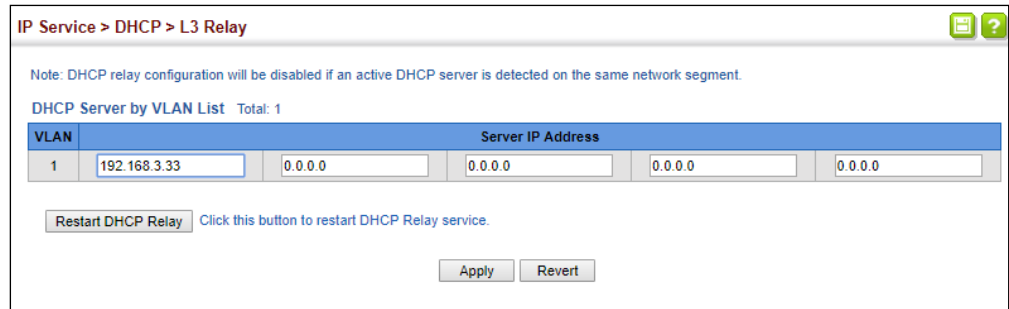 IP Service > DHCP > L3 Relay
?
Note: DHCP relay configuration will be disabled if an active DHCP server is detected on the same network segment.
DHCP Server by VLAN List Total: 1
VLAN Server IP Address
1 192.168.3.33 0.0.0.0 0.0.0.0 0.0.0.0 0.0.0.0
Restart DHCP Relay Click this button to restart DHCP Relay service.
Apply Revert